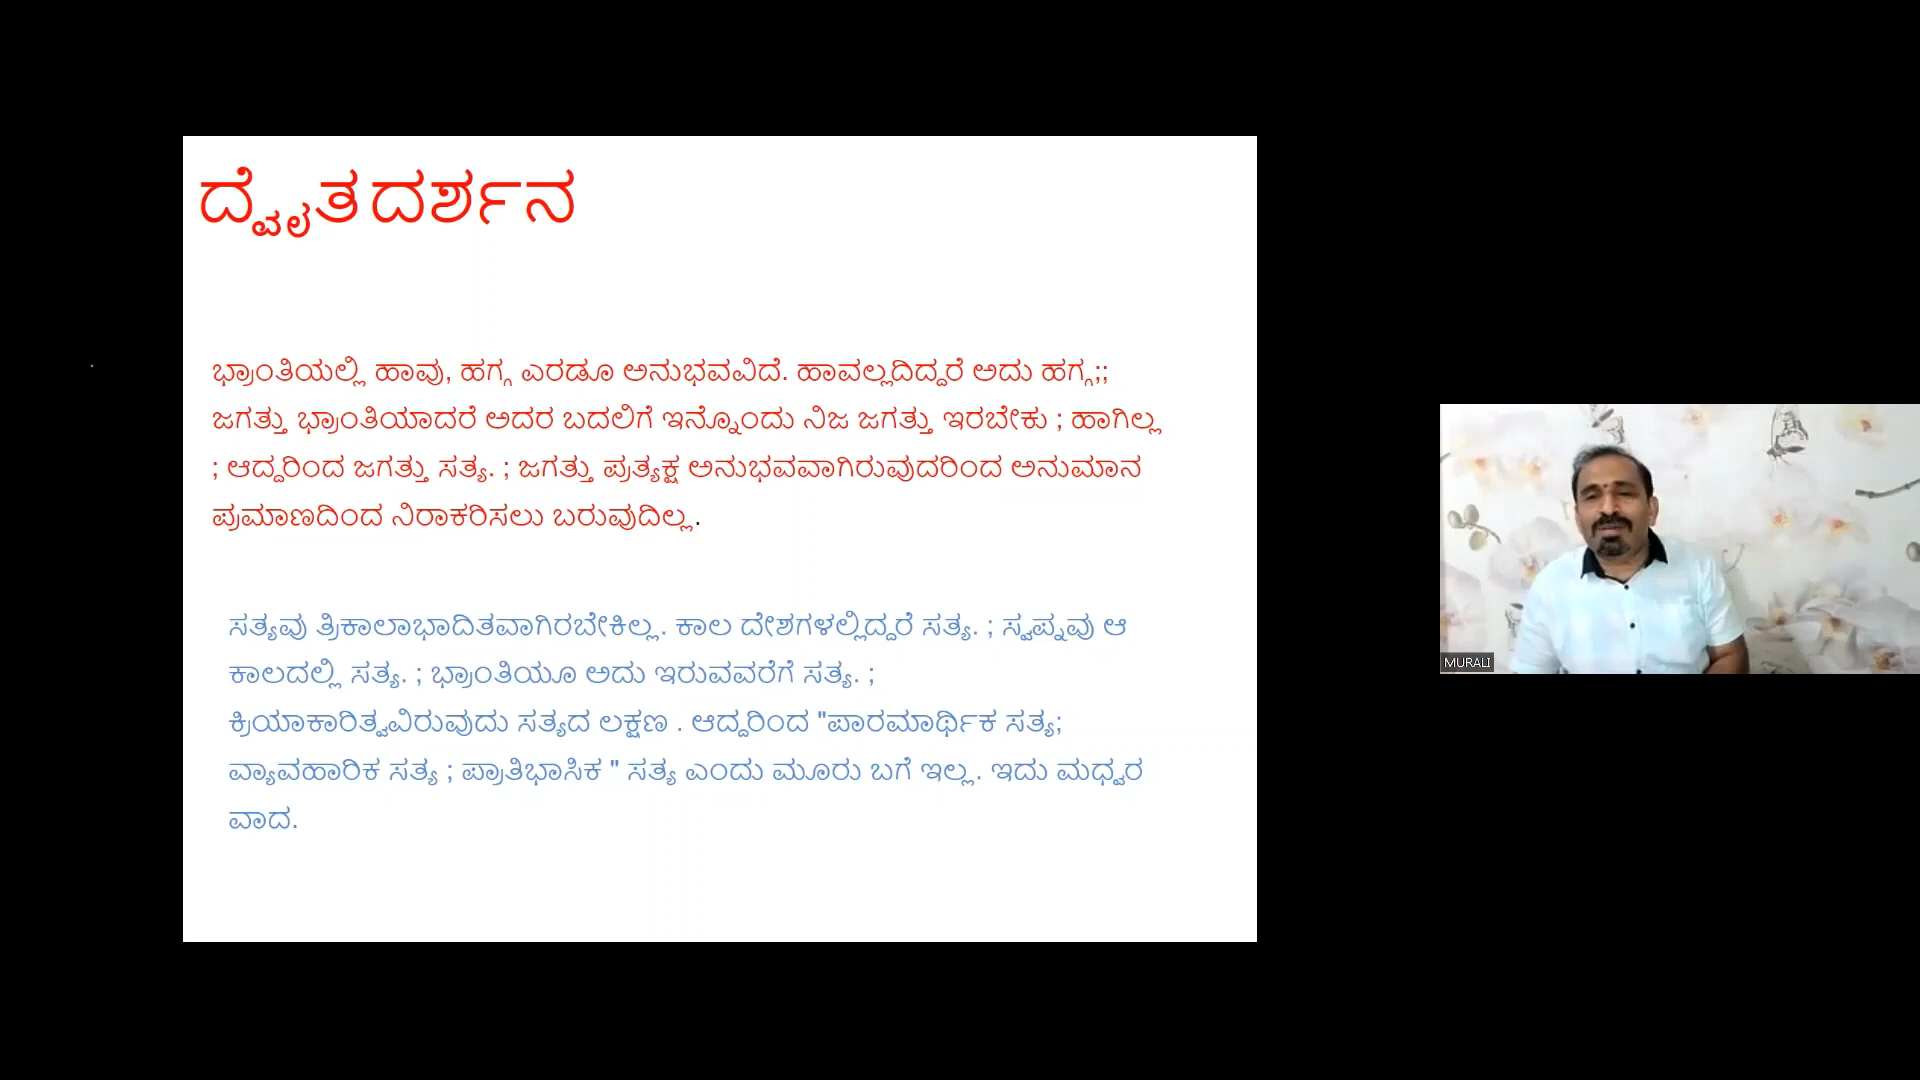 ದ್ವೈತದರ್ಶನ
ಭ್ರಾಂತಿಯಲ್ಲಿ ಹಾವು, ಹಗ್ಗ ಎರಡೂ ಅನುಭವವಿದೆ. ಹಾವಲ್ಲದಿದ್ದರೆ ಅದು ಹಗ್ಗ;;
ಜಗತ್ತು ಭ್ರಾಂತಿಯಾದರೆ ಅದರ ಬದಲಿಗೆ ಇನ್ನೊಂದು ನಿಜ ಜಗತ್ತು ಇರಬೇಕು ; ಹಾಗಿಲ್ಲ
; ಆದ್ದರಿಂದ ಜಗತ್ತು ಸತ್ಯ. ; ಜಗತ್ತು ಪ್ರತ್ಯಕ್ಷ ಅನುಭವವಾಗಿರುವುದರಿಂದ ಅನುಮಾನ
ಪ್ರಮಾಣದಿಂದ ನಿರಾಕರಿಸಲು ಬರುವುದಿಲ್ಲ.
ಸತ್ಯವು ತ್ರಿಕಾಲಾಭಾದಿತವಾಗಿರಬೇಕಿಲ್ಲ. ಕಾಲ ದೇಶಗಳಲ್ಲಿದ್ದರೆ ಸತ್ಯ. ; ಸ್ವಪ್ನವು ಆ
ಕಾಲದಲ್ಲಿ ಸತ್ಯ. ; ಭ್ರಾಂತಿಯೂ ಅದು ಇರುವವರೆಗೆ ಸತ್ಯ. ;
ಕ್ರಿಯಾಕಾರಿತ್ವವಿರುವುದು ಸತ್ಯದ ಲಕ್ಷಣ . ಆದ್ದರಿಂದ "ಪಾರಮಾರ್ಥಿಕ ಸತ್ಯ;
ವ್ಯಾವಹಾರಿಕ ಸತ್ಯ ; ಪ್ರಾತಿಭಾಸಿಕ " ಸತ್ಯ ಎಂದು ಮೂರು ಬಗೆ ಇಲ್ಲ. ಇದು ಮಧ್ವರ
ವಾದ.
MURALI